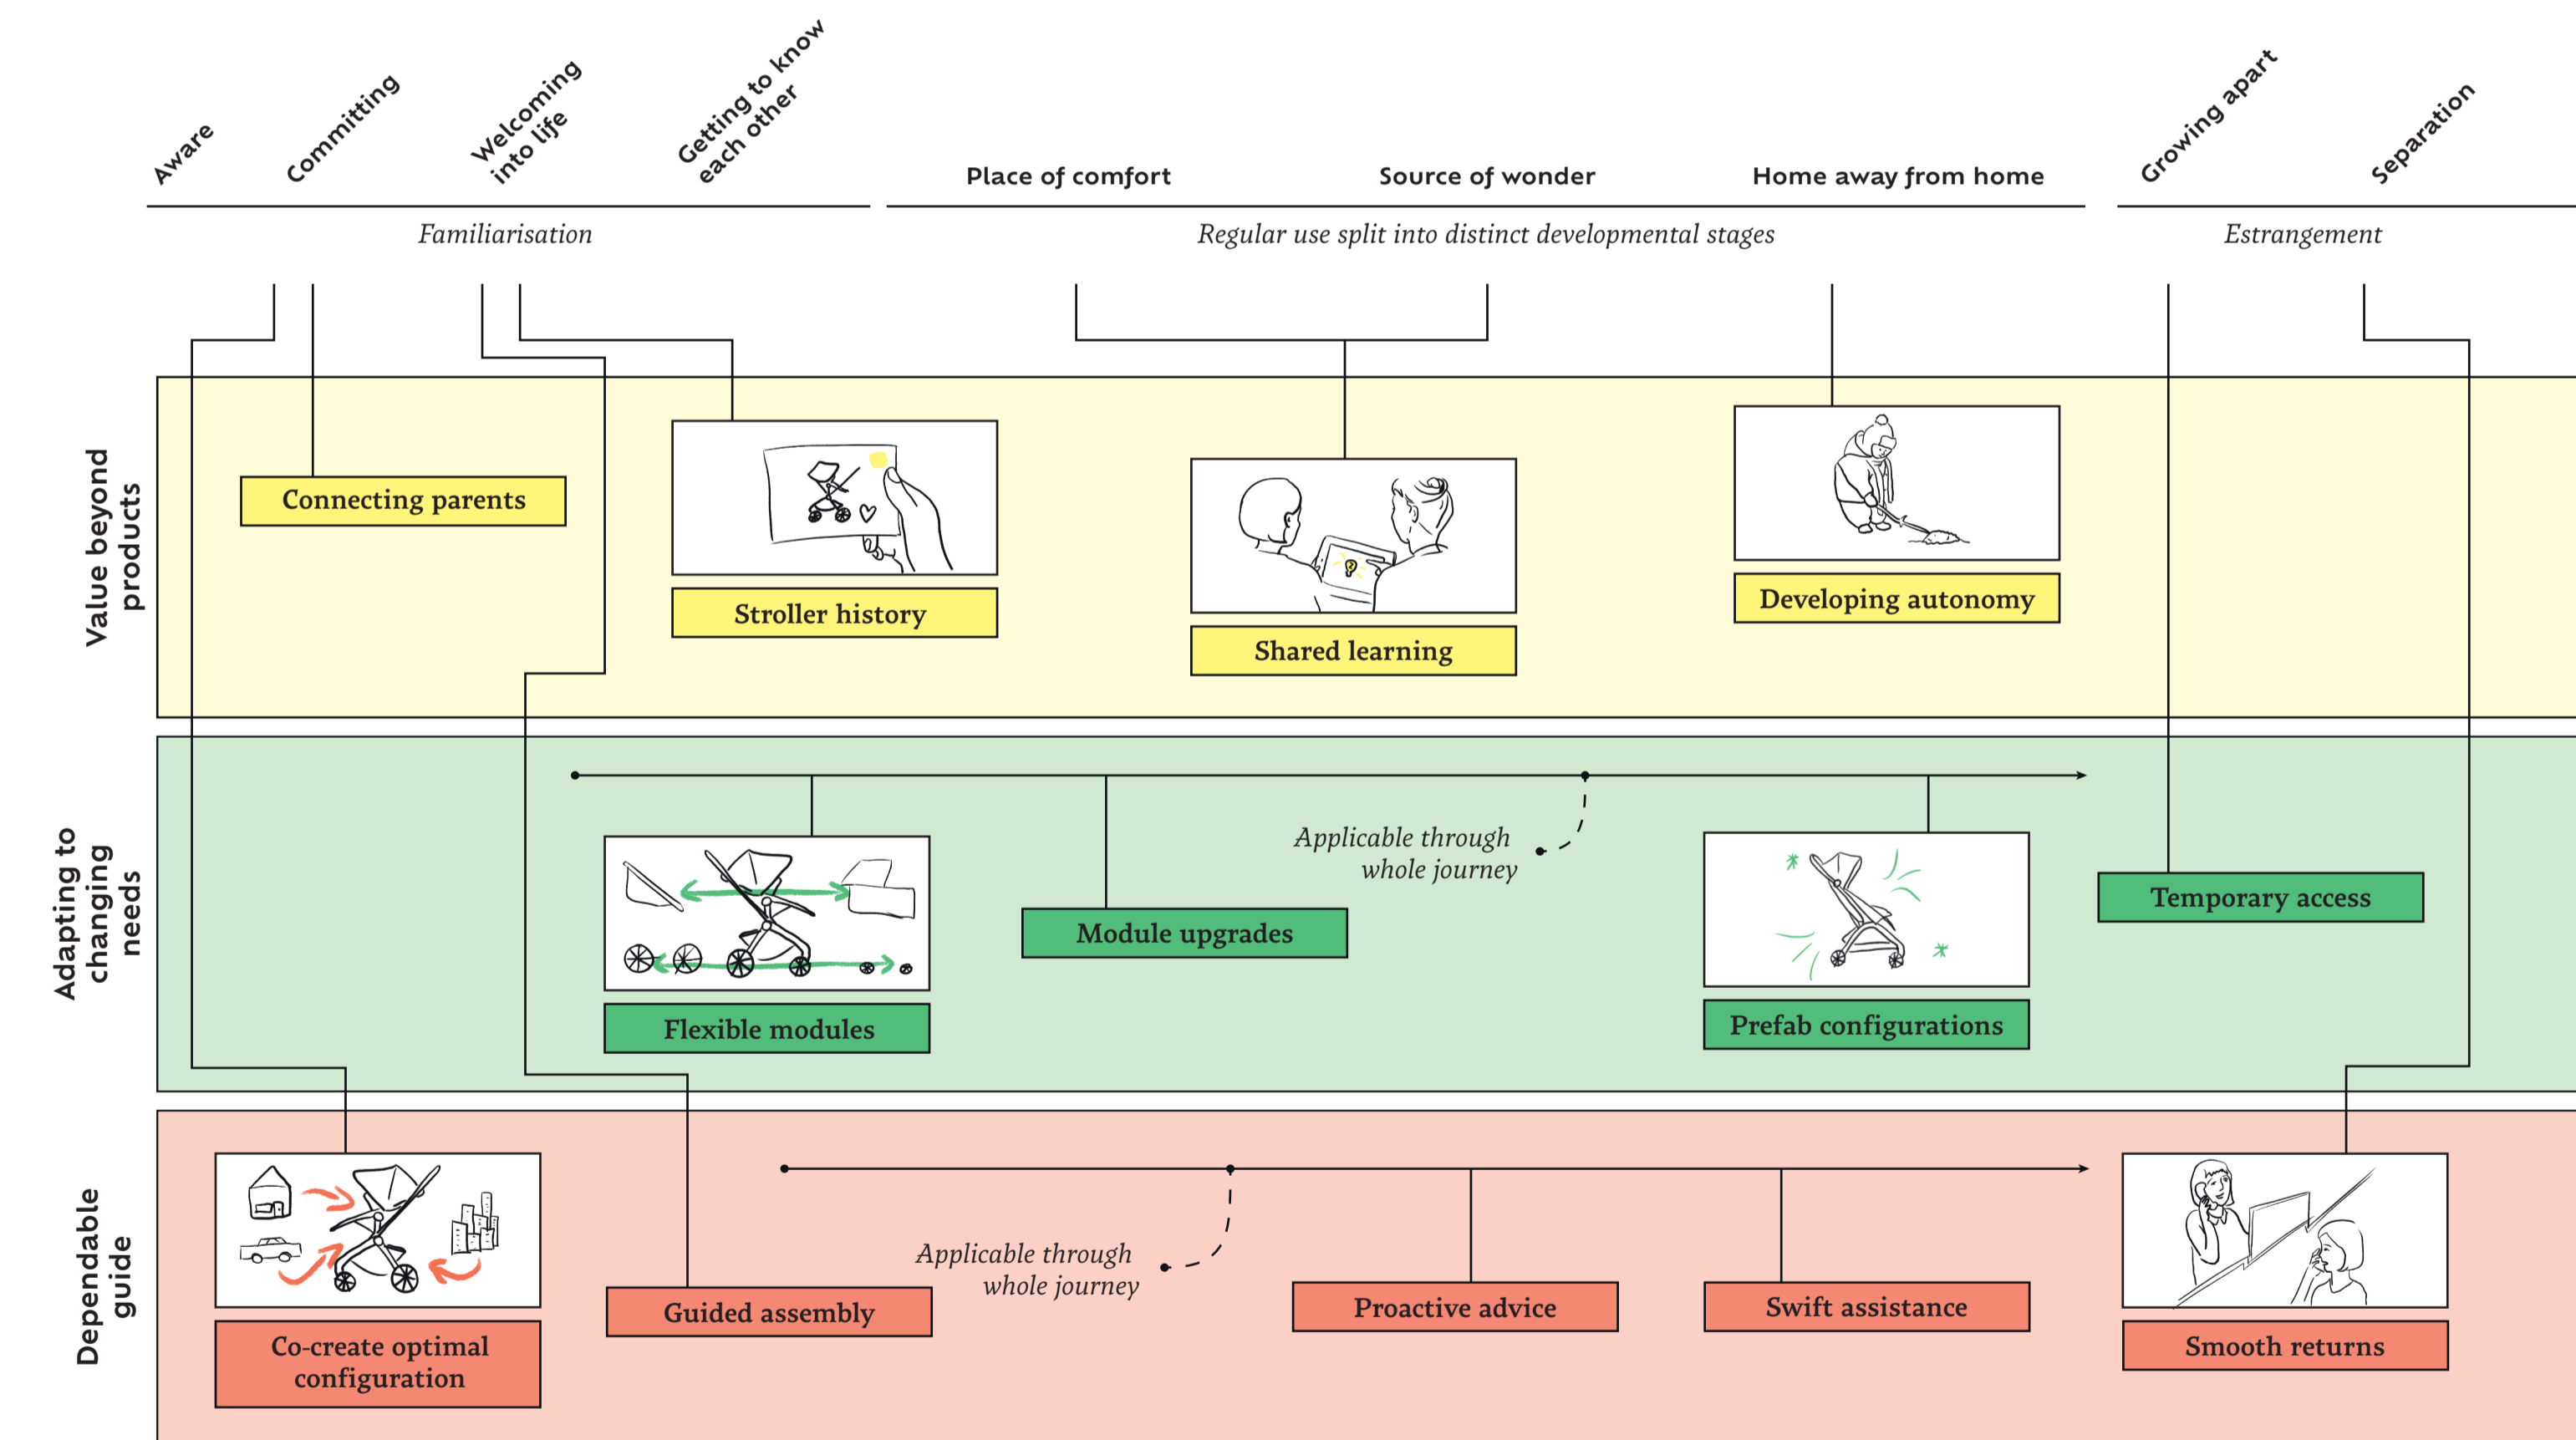 Aware
Committing
Welcoming
into life
Getting to know
each other
Place of comfort
Source of wonder
Home away from home
Growing apart
Separation
Familiarisation
Regular use split into distinct developmental stages
Estrangement
Value beyond
products
Connecting parents
Stroller history
Shared learning
Developing autonomy
Adapting to
changing
needs
Flexible modules
Module upgrades
Applicable through
whole journey
Prefab configurations
Temporary access
Dependable
guide
Co-create optimal
configuration
Guided assembly
Applicable through
whole journey
Proactive advice
Swift assistance
Smooth returns